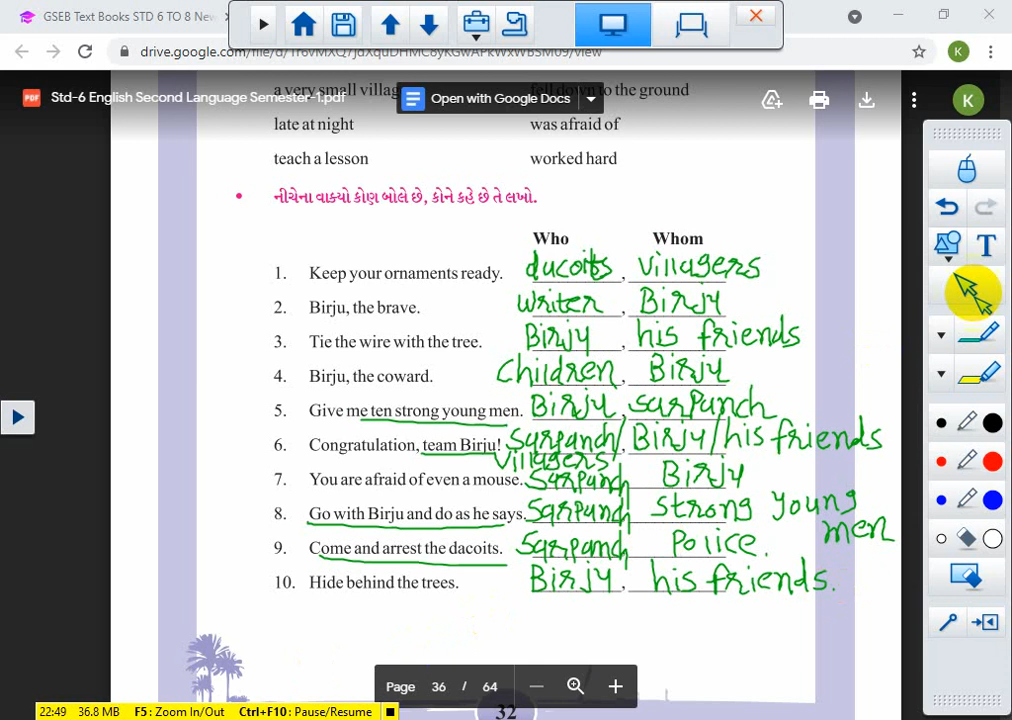 GSEB Text Books STD 6 TO 8 New
drive.google.com/file/d/1r6vMXQ7JdXquDHMC8yKGwAPKWxWBSM09/view
K
a very small villag
fell down to the ground
Std-6 English Second Language Semester-1.pdf
Open with Google Docs
K
late at night was afraid of
teach a lesson worked hard
• નીચેના વાક્યો કોણ બોલે છે, કોને કહે છે તે લખો.
Who Whom
1. Keep your ornaments ready. dacoits, villagers
2. Birju, the brave. writer, Birju
3. Tie the wire with the tree. Birju, his friends
4. Birju, the coward. Children, Birju
5. Give me ten strong young men. Birju, sarpanch
6. Congratulation, team Birju! Sarpanch/ Birju/his friends
villagers
7. You are afraid of even a mouse. Sarpanch Birju
8. Go with Birju and do as he says. Sarpanch strong young
men
9. Come and arrest the dacoits. Sarpanch Police.
10. Hide behind the trees. Birju, his friends.
T
Page 36 / 64
32
22:49 36.8 MB F5: Zoom In/Out Ctrl+F10: Pause/Resume